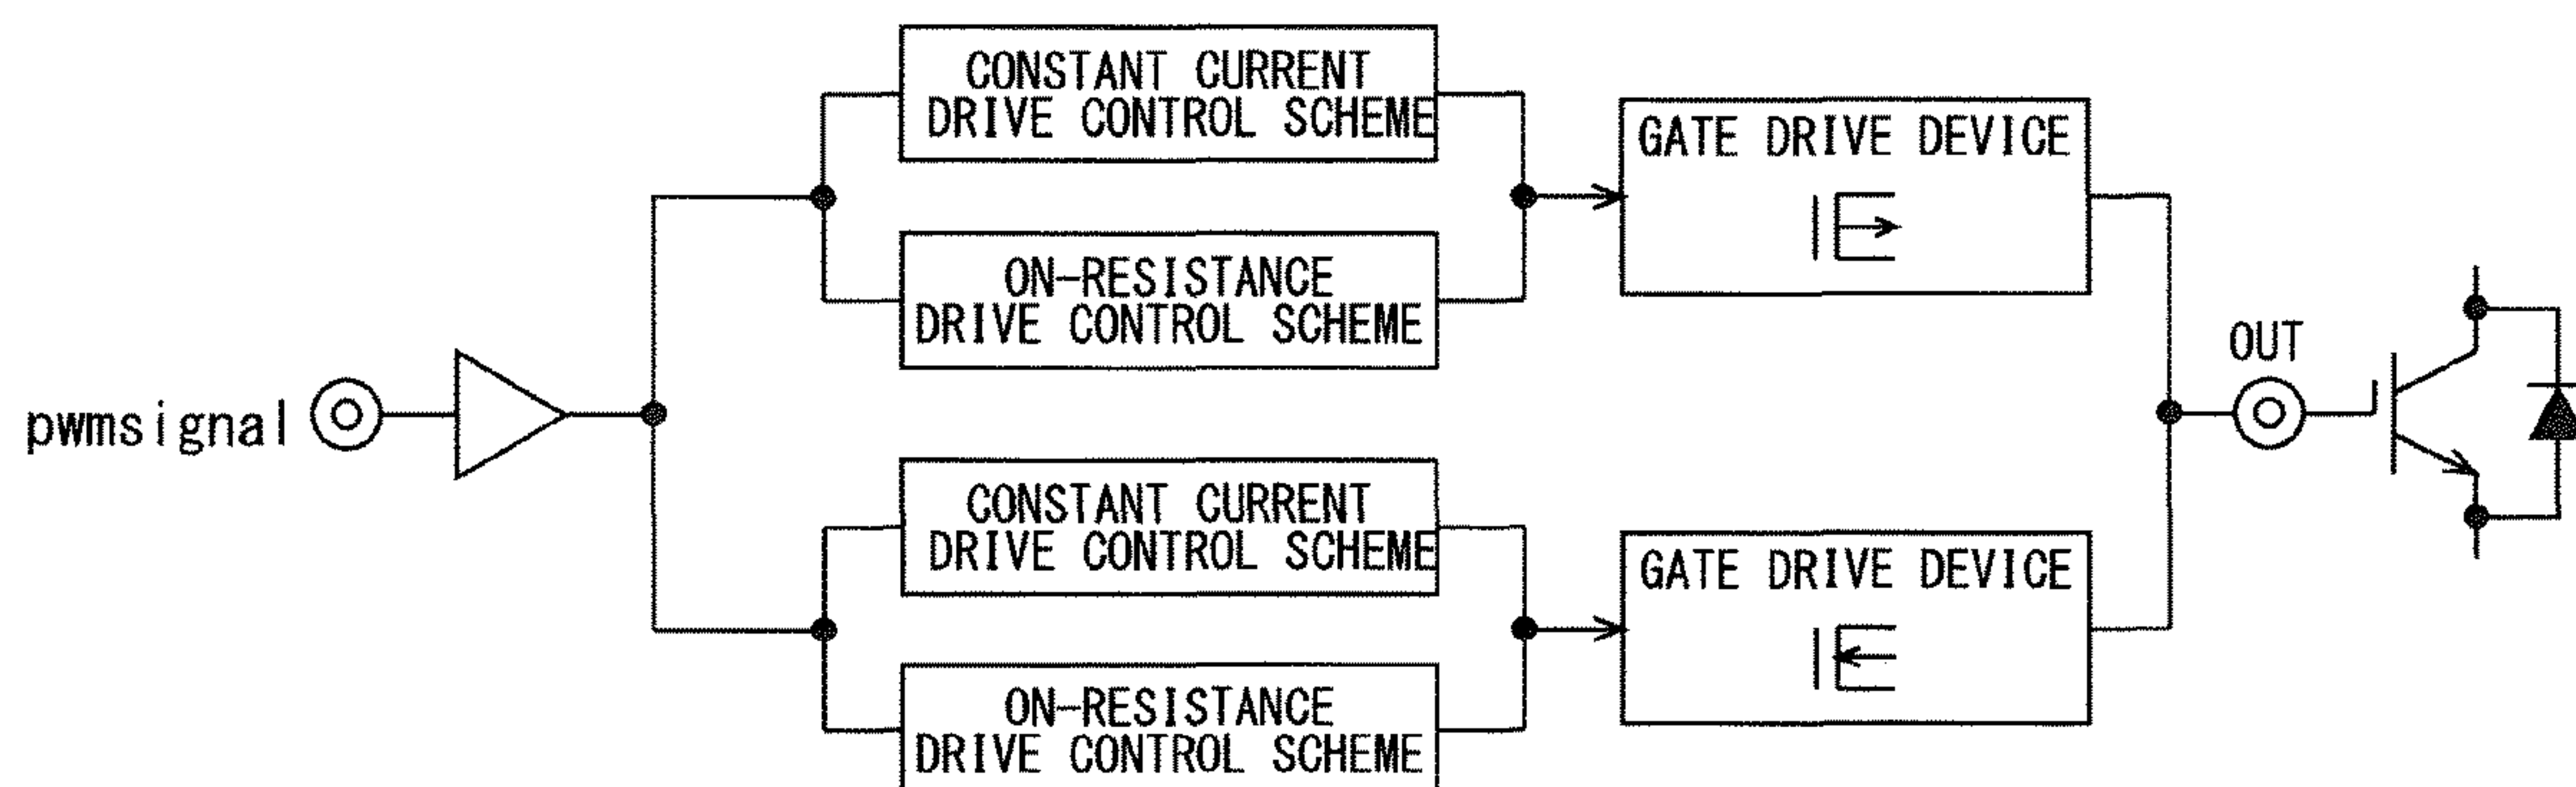 CONSTANT CURRENT
DRIVE CONTROL SCHEME
GATE DRIVE DEVICE
ON-RESISTANCE
DRIVE CONTROL SCHEME
OUT
pwmsignal
CONSTANT CURRENT
DRIVE CONTROL SCHEME
GATE DRIVE DEVICE
ON-RESISTANCE
DRIVE CONTROL SCHEME